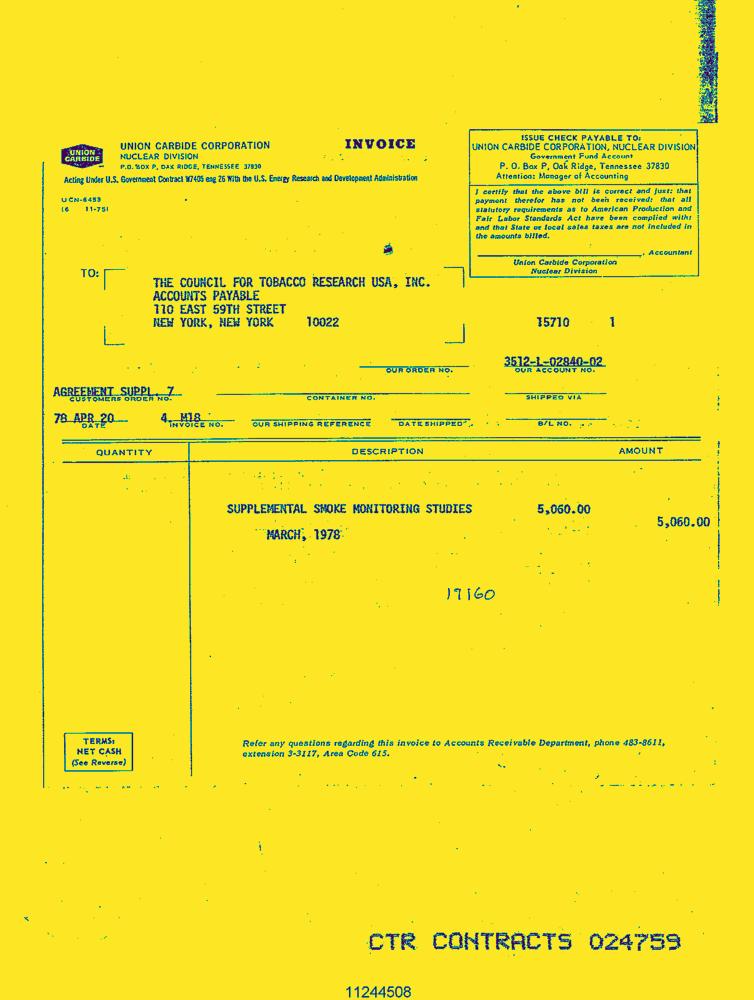 UNION CARBIDE
UNION CARBIDE CORPORATION
NUCLEAR DIVISION
P.O. BOX P, OAK RIDGE, TENNESSEE 37830
INVOICE
Acting Under U.S. Government Contract W7405 eng 26 With the U.S. Energy Research and Development Administration
UCN-6453
(6 11-75)
ISSUE CHECK PAYABLE TO:
UNION CARBIDE CORPORATION, NUCLEAR DIVISION
Government Fund Account
P. O. Box P, Oak Ridge, Tennessee 37830
Attention: Manager of Accounting
I certify that the above bill is correct and just; that
payment therefor has not been received; that all
statutory requirements as to American Production and
Fair Labor Standards Act have been complied with;
and that State or local sales taxes are not included in
the amounts billed.
, Accountant
Union Carbide Corporation
Nuclear Division
TO:
THE COUNCIL FOR TOBACCO RESEARCH USA, INC.
ACCOUNTS PAYABLE
110 EAST 59TH STREET
NEW YORK, NEW YORK 10022
15710 1
3512-L-02840-02
OUR ORDER NO. OUR ACCOUNT NO.
AGREEMENT SUPPL. 7
CUSTOMERS ORDER NO. CONTAINER NO. SHIPPED VIA
78 APR 20 4 M18
DATE INVOICE NO. OUR SHIPPING REFERENCE DATE SHIPPED B/L NO.
QUANTITY DESCRIPTION AMOUNT
SUPPLEMENTAL SMOKE MONITORING STUDIES 5,060.00
5,060.00
MARCH, 1978
17160
TERMS:
NET CASH
(See Reverse)
Refer any questions regarding this invoice to Accounts Receivable Department, phone 483-8611,
extension 3-3117, Area Code 615.
CTR CONTRACTS 024759
11244508